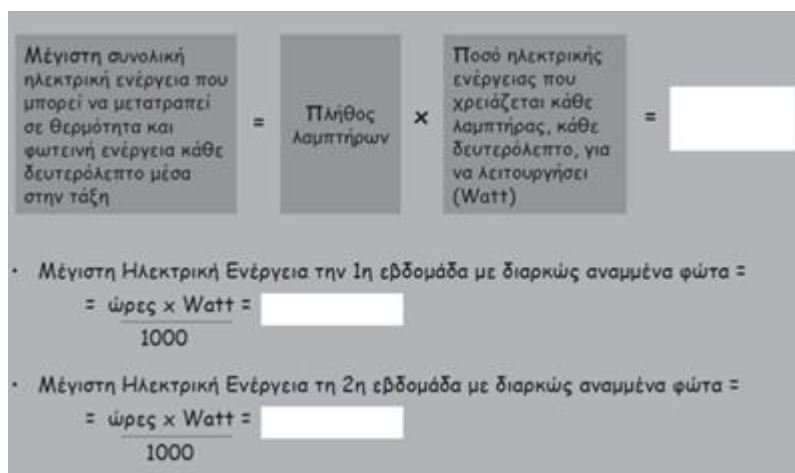 Μέγιστη συνολική
ηλεκτρική ενέργεια που
μπορεί να μετατραπεί
σε θερμότητα και
φωτεινή ενέργεια κάθε
δευτερόλεπτο μέσα
στην τάξη
=
Πλήθος
λαμπτήρων
×
Ποσό ηλεκτρικής
ενέργειας που
χρειάζεται κάθε
λαμπτήρας, κάθε
δευτερόλεπτο, για
να λειτουργήσει
(Watt)
=
• Μέγιστη Ηλεκτρική Ενέργεια την 1η εβδομάδα με διαρκώς αναμμένα φώτα =
= ώρες x Watt =
1000
• Μέγιστη Ηλεκτρική Ενέργεια τη 2η εβδομάδα με διαρκώς αναμμένα φώτα =
= ώρες x Watt =
1000